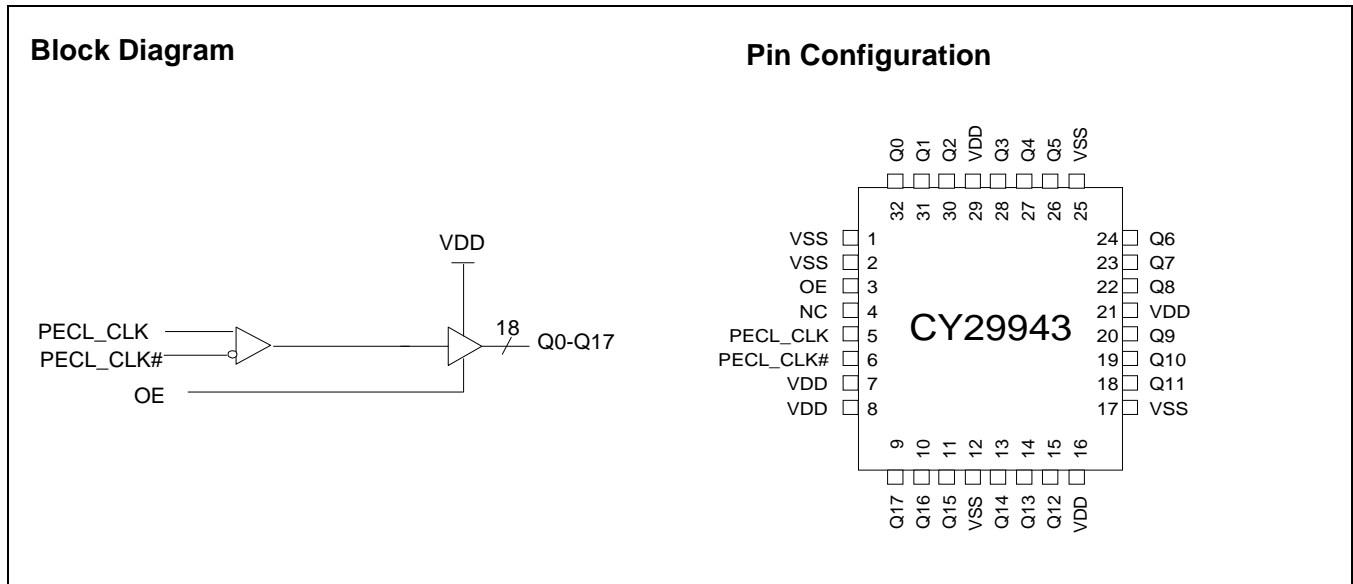 Block Diagram
Pin Configuration
VDD
PECL_CLK
PECL_CLK#
OE
18
Q0-Q17
Q0 Q1 Q2 VDD Q3 Q4 Q5 VSS
32 31 30 29 28 27 26 25
VSS 1
VSS 2
OE 3
NC 4
PECL_CLK 5
PECL_CLK# 6
VDD 7
VDD 8
CY29943
24 Q6
23 Q7
22 Q8
21 VDD
20 Q9
19 Q10
18 Q11
17 VSS
9 10 11 12 13 14 15 16
Q17 Q16 Q15 VSS Q14 Q13 Q12 VDD